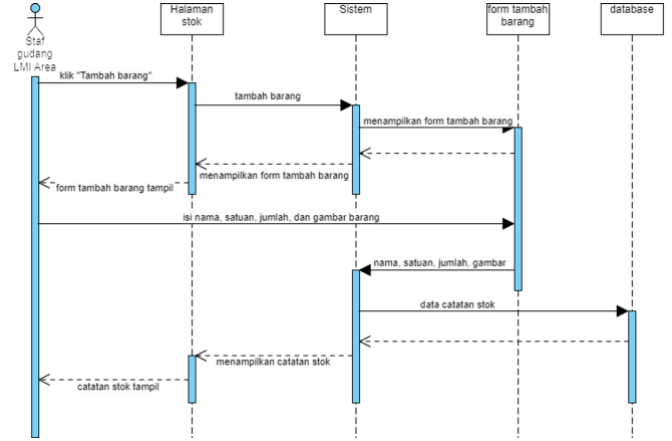 Halaman
stok
Sistem
form tambah
barang
database
Staf
gudang
LMI Area
klik "Tambah barang"
tambah barang
menampilkan form tambah barang
menampilkan form tambah barang
form tambah barang tampil
isi nama, satuan, jumlah, dan gambar barang
nama, satuan, jumlah, gambar
data catatan stok
menampilkan catatan stok
catatan stok tampil